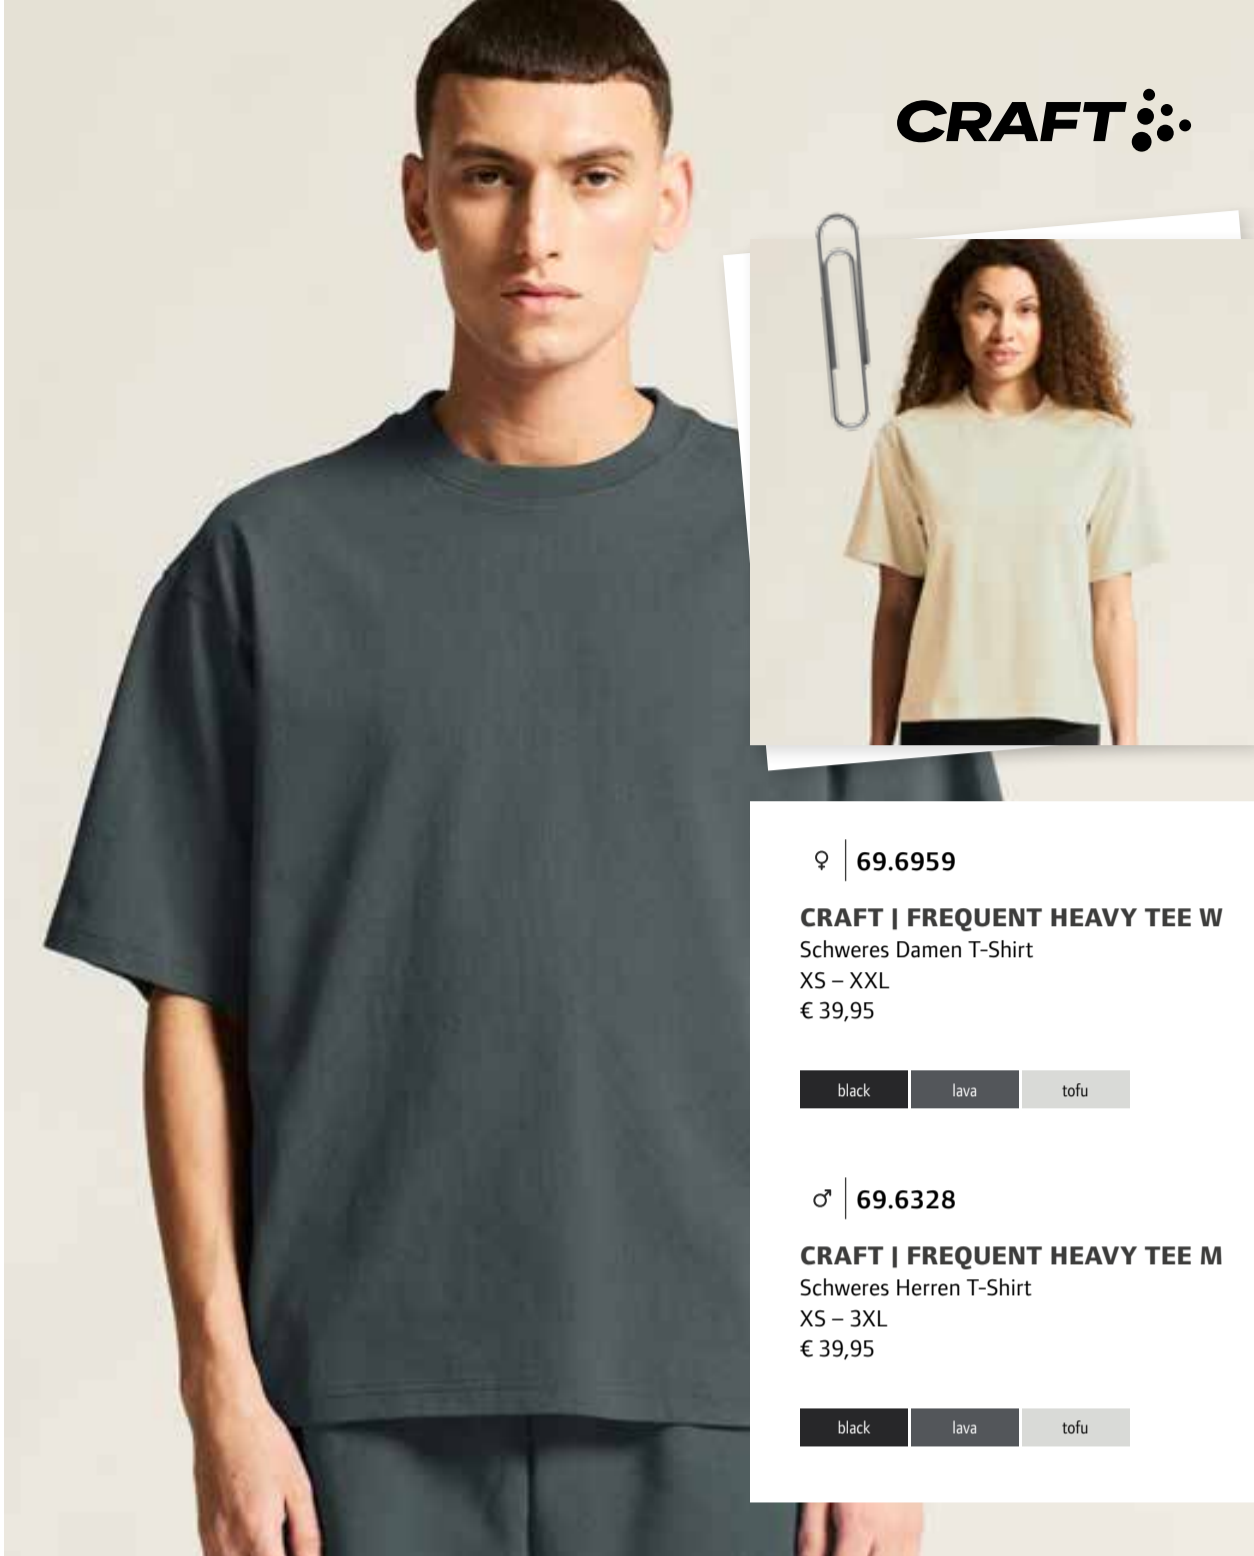 CRAFT
♀ 69.6959
CRAFT | FREQUENT HEAVY TEE W
Schweres Damen T-Shirt
XS – XXL
€ 39,95
black lava tofu
♂ 69.6328
CRAFT | FREQUENT HEAVY TEE M
Schweres Herren T-Shirt
XS – 3XL
€ 39,95
black lava tofu